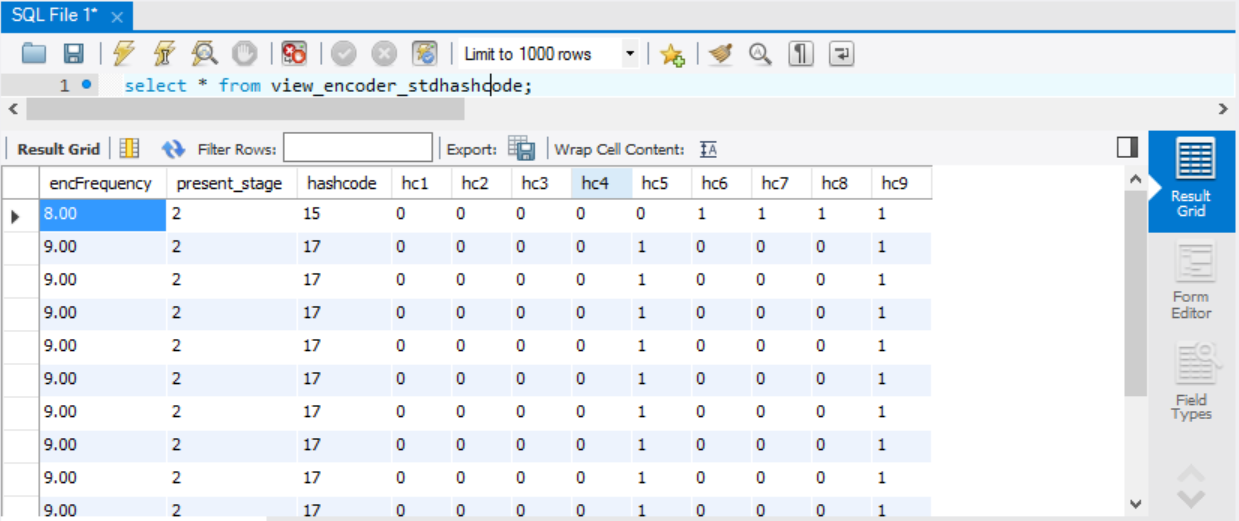 SQL File 1*
Limit to 1000 rows
1 select * from view_encoder_stdhashcode;
Result Grid Filter Rows: Export: Wrap Cell Content: IA
encFrequency present_stage hashcode hc1 hc2 hc3 hc4 hc5 hc6 hc7 hc8 hc9
8.00 2 15 0 0 0 0 0 1 1 1 1
9.00 2 17 0 0 0 0 1 0 0 0 1
9.00 2 17 0 0 0 0 1 0 0 0 1
9.00 2 17 0 0 0 0 1 0 0 0 1
9.00 2 17 0 0 0 0 1 0 0 0 1
9.00 2 17 0 0 0 0 1 0 0 0 1
9.00 2 17 0 0 0 0 1 0 0 0 1
9.00 2 17 0 0 0 0 1 0 0 0 1
9.00 2 17 0 0 0 0 1 0 0 0 1
9.00 2 17 0 0 0 0 1 0 0 0 1
Result
Grid
Form
Editor
Field
Types